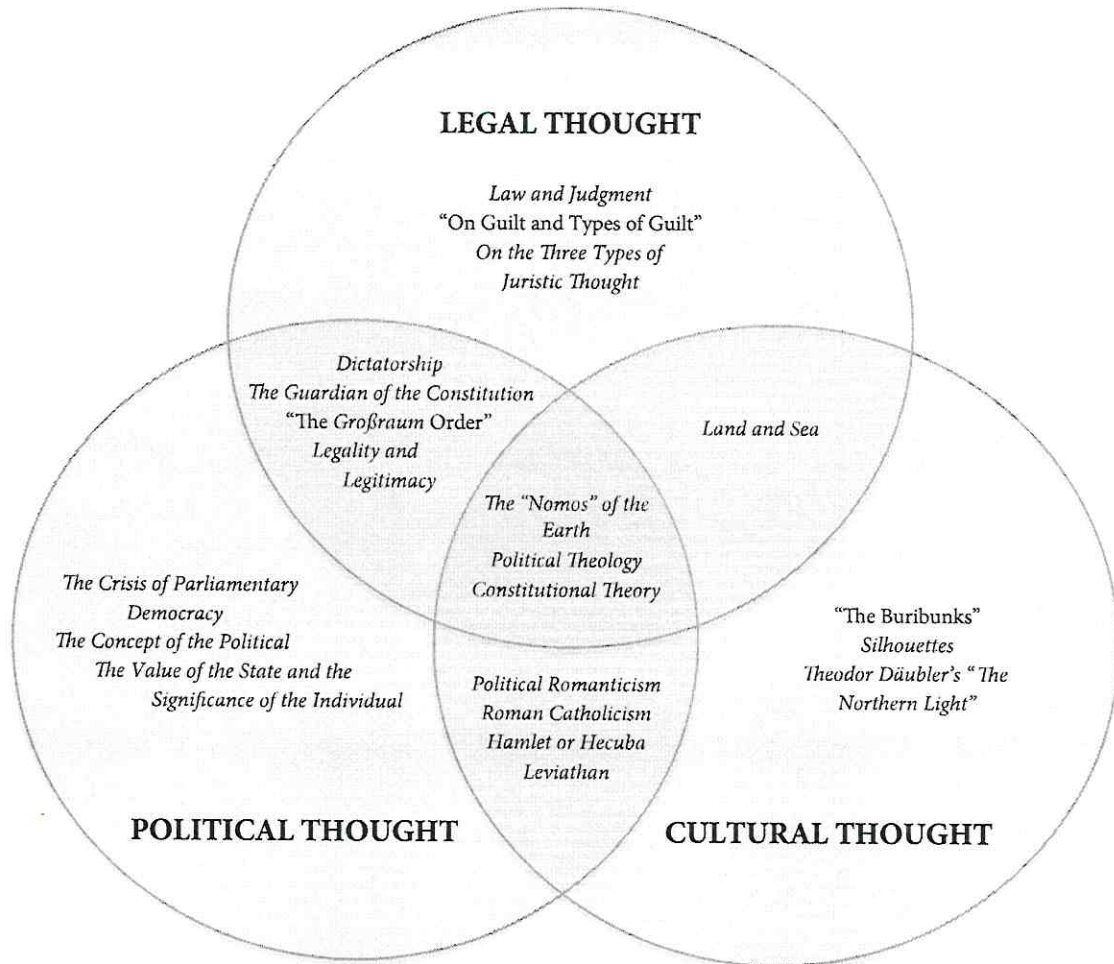 LEGAL THOUGHT
Law and Judgment
“On Guilt and Types of Guilt”
On the Three Types of
Juristic Thought
Dictatorship
The Guardian of the Constitution
“The Großraum Order”
Legality and
Legitimacy
Land and Sea
The “Nomos” of the
Earth
Political Theology
Constitutional Theory
The Crisis of Parliamentary
Democracy
The Concept of the Political
The Value of the State and the
Significance of the Individual
“The Buribunks”
Silhouettes
Theodor Däubler’s “The
Northern Light”
Political Romanticism
Roman Catholicism
Hamlet or Hecuba
Leviathan
POLITICAL THOUGHT
CULTURAL THOUGHT